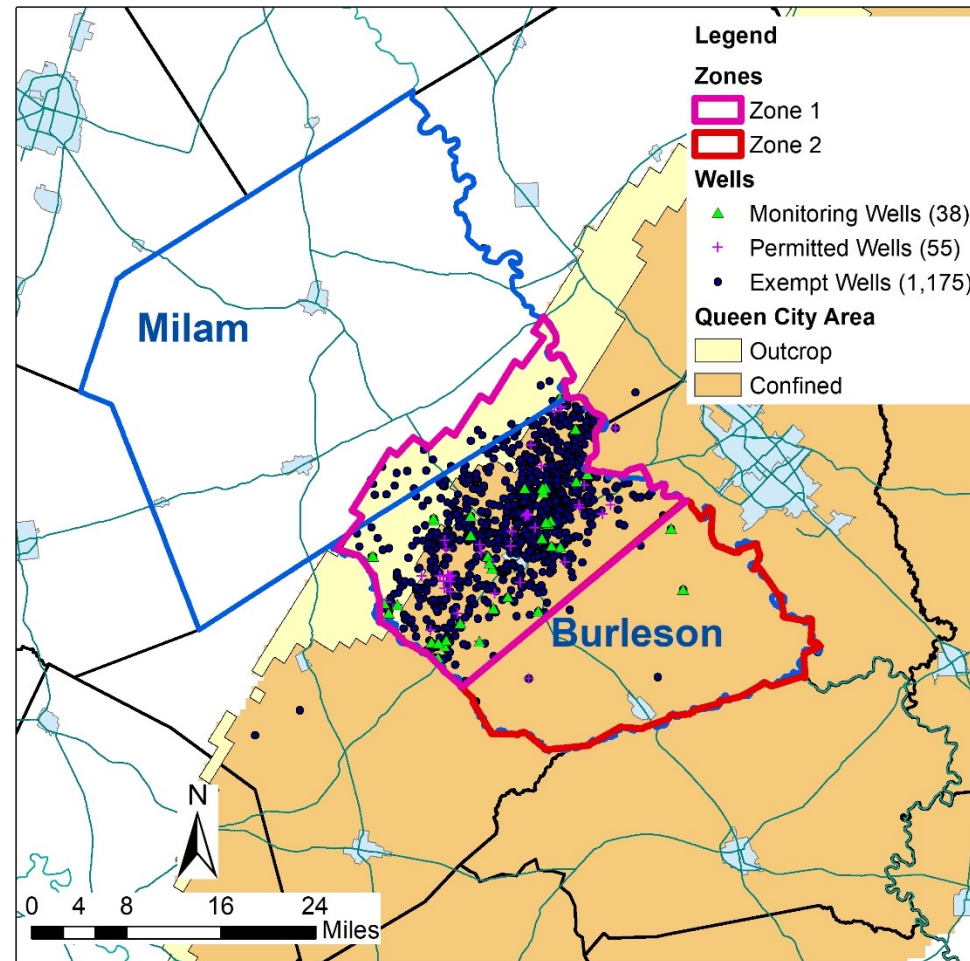 Legend
Zones
Zone 1
Zone 2
Wells
Monitoring Wells (38)
Permitted Wells (55)
Exempt Wells (1,175)
Queen City Area
Outcrop
Confined
Milam
Burleson
N
0 4 8 16 24
Miles